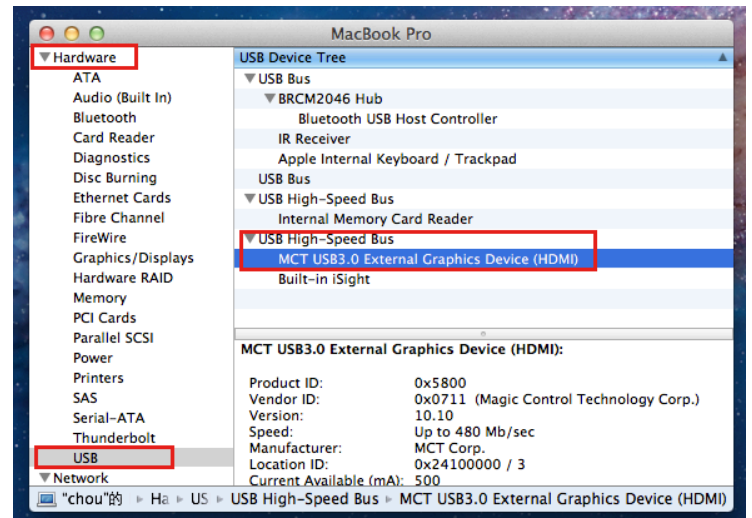 MacBook Pro
Hardware
ATA
Audio (Built In)
Bluetooth
Card Reader
Diagnostics
Disc Burning
Ethernet Cards
Fibre Channel
FireWire
Graphics/Displays
Hardware RAID
Memory
PCI Cards
Parallel SCSI
Power
Printers
SAS
Serial-ATA
Thunderbolt
USB
Network
USB Device Tree
USB Bus
BRCM2046 Hub
Bluetooth USB Host Controller
IR Receiver
Apple Internal Keyboard / Trackpad
USB Bus
USB High-Speed Bus
Internal Memory Card Reader
USB High-Speed Bus
MCT USB3.0 External Graphics Device (HDMI)
Built-in iSight
MCT USB3.0 External Graphics Device (HDMI):
Product ID: 0x5800
Vendor ID: 0x0711 (Magic Control Technology Corp.)
Version: 10.10
Speed: Up to 480 Mb/sec
Manufacturer: MCT Corp.
Location ID: 0x24100000 / 3
Current Available (mA): 500
"chou"的 ▸ Ha ▸ US ▸ USB High-Speed Bus ▸ MCT USB3.0 External Graphics Device (HDMI)